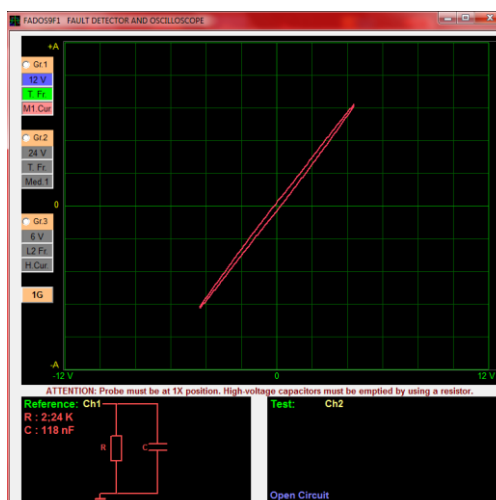 FADOS9F1 FAULT DETECTOR AND OSCILLOSCOPE
+A
Gr.1
12 V
T. Fr.
M1.Cur
Gr.2
24 V
T. Fr.
Med.1
0
Gr.3
6 V
L2 Fr.
H.Cur.
1G
-A
-12 V
0
12 V
ATTENTION: Probe must be at 1X position. High-voltage capacitors must be emptied by using a resistor.
Reference: Ch1
R : 2;24 K
C : 118 nF
R
C
Test: Ch2
Open Circuit